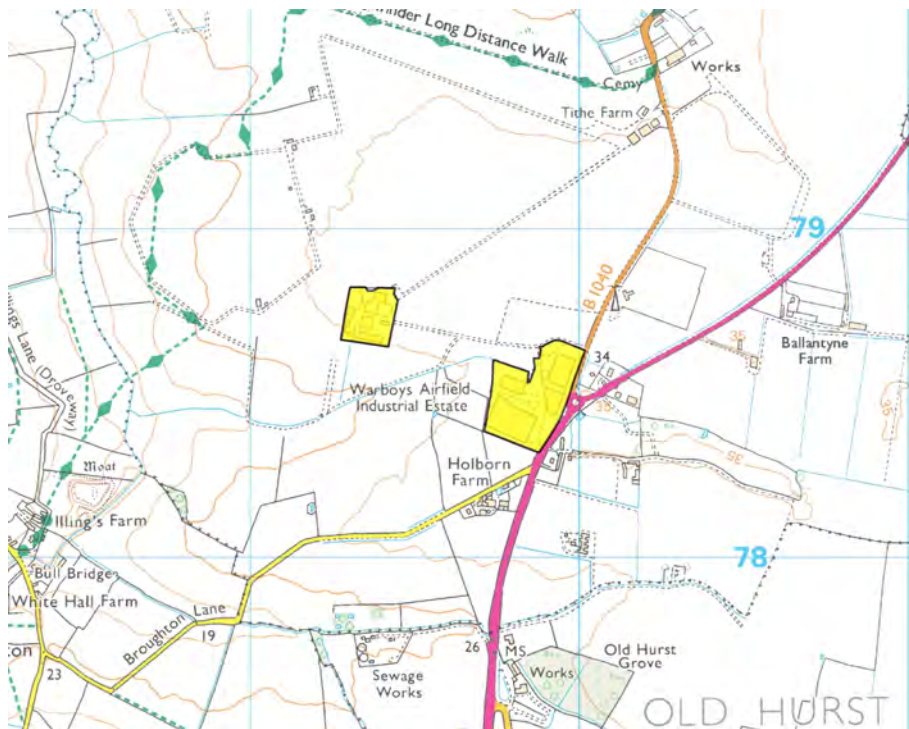 Long Distance Walk
Cemy
Works
Tithe Farm
79
B 1040
35
Ballantyne
Farm
34
Warboys Airfield
Industrial Estate
35
35
Lane (Droveway)
Holborn
Farm
Moat
Illing's Farm
78
Bull Bridge
White Hall Farm
Broughton Lane
19
26
MS
Old Hurst
Grove
Works
Sewage
Works
23
OLD HURST